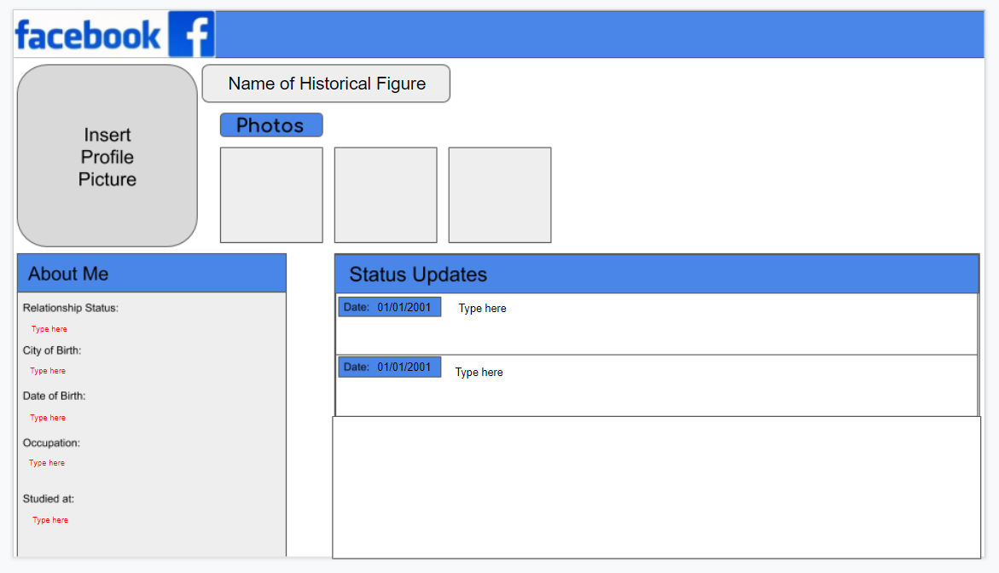 facebook f
Name of Historical Figure
Insert
Profile
Picture
Photos
About Me
Relationship Status:
Type here
City of Birth:
Type here
Date of Birth:
Type here
Occupation:
Type here
Studied at:
Type here
Status Updates
Date: 01/01/2001 Type here
Date: 01/01/2001 Type here